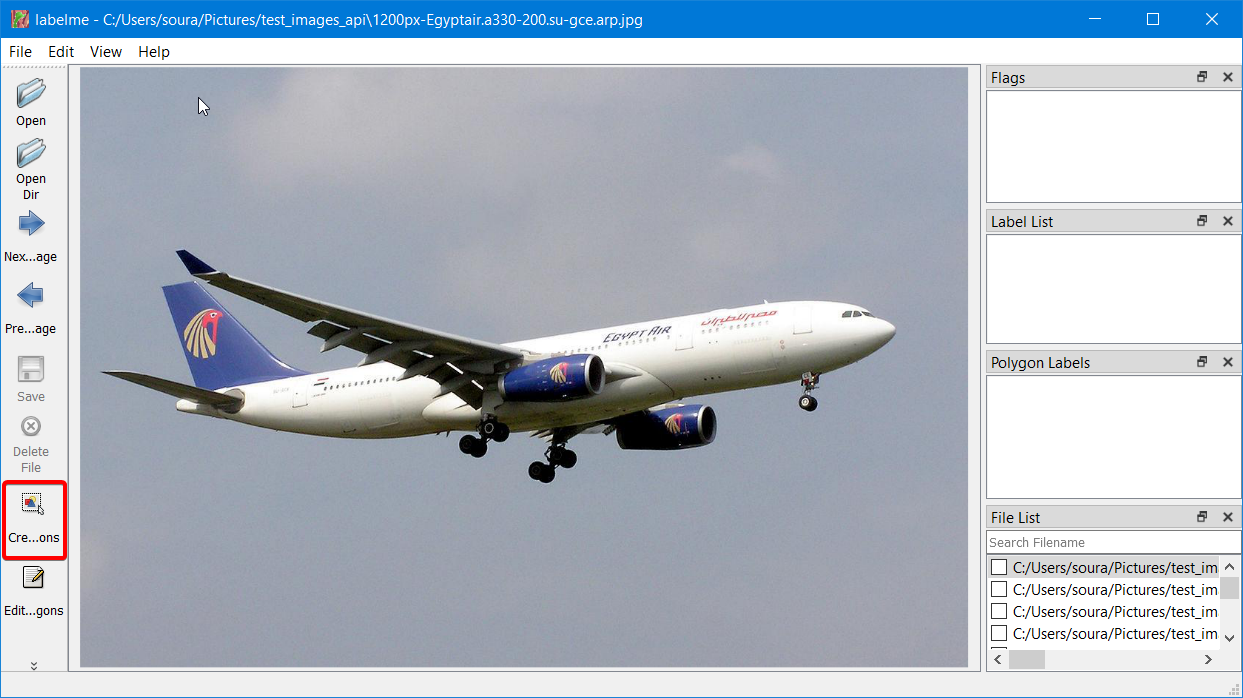 labelme - C:/Users/soura/Pictures/test_images_api\1200px-Egyptair.a330-200.su-gce.arp.jpg
File Edit View Help
Open
Open
Dir
Nex...age
Pre...age
Save
Delete
File
Cre...ons
Edit...gons
EGYPT AIR
مصر للطيران
Flags
Label List
Polygon Labels
File List
Search Filename
C:/Users/soura/Pictures/test_im
C:/Users/soura/Pictures/test_im
C:/Users/soura/Pictures/test_im
C:/Users/soura/Pictures/test_im